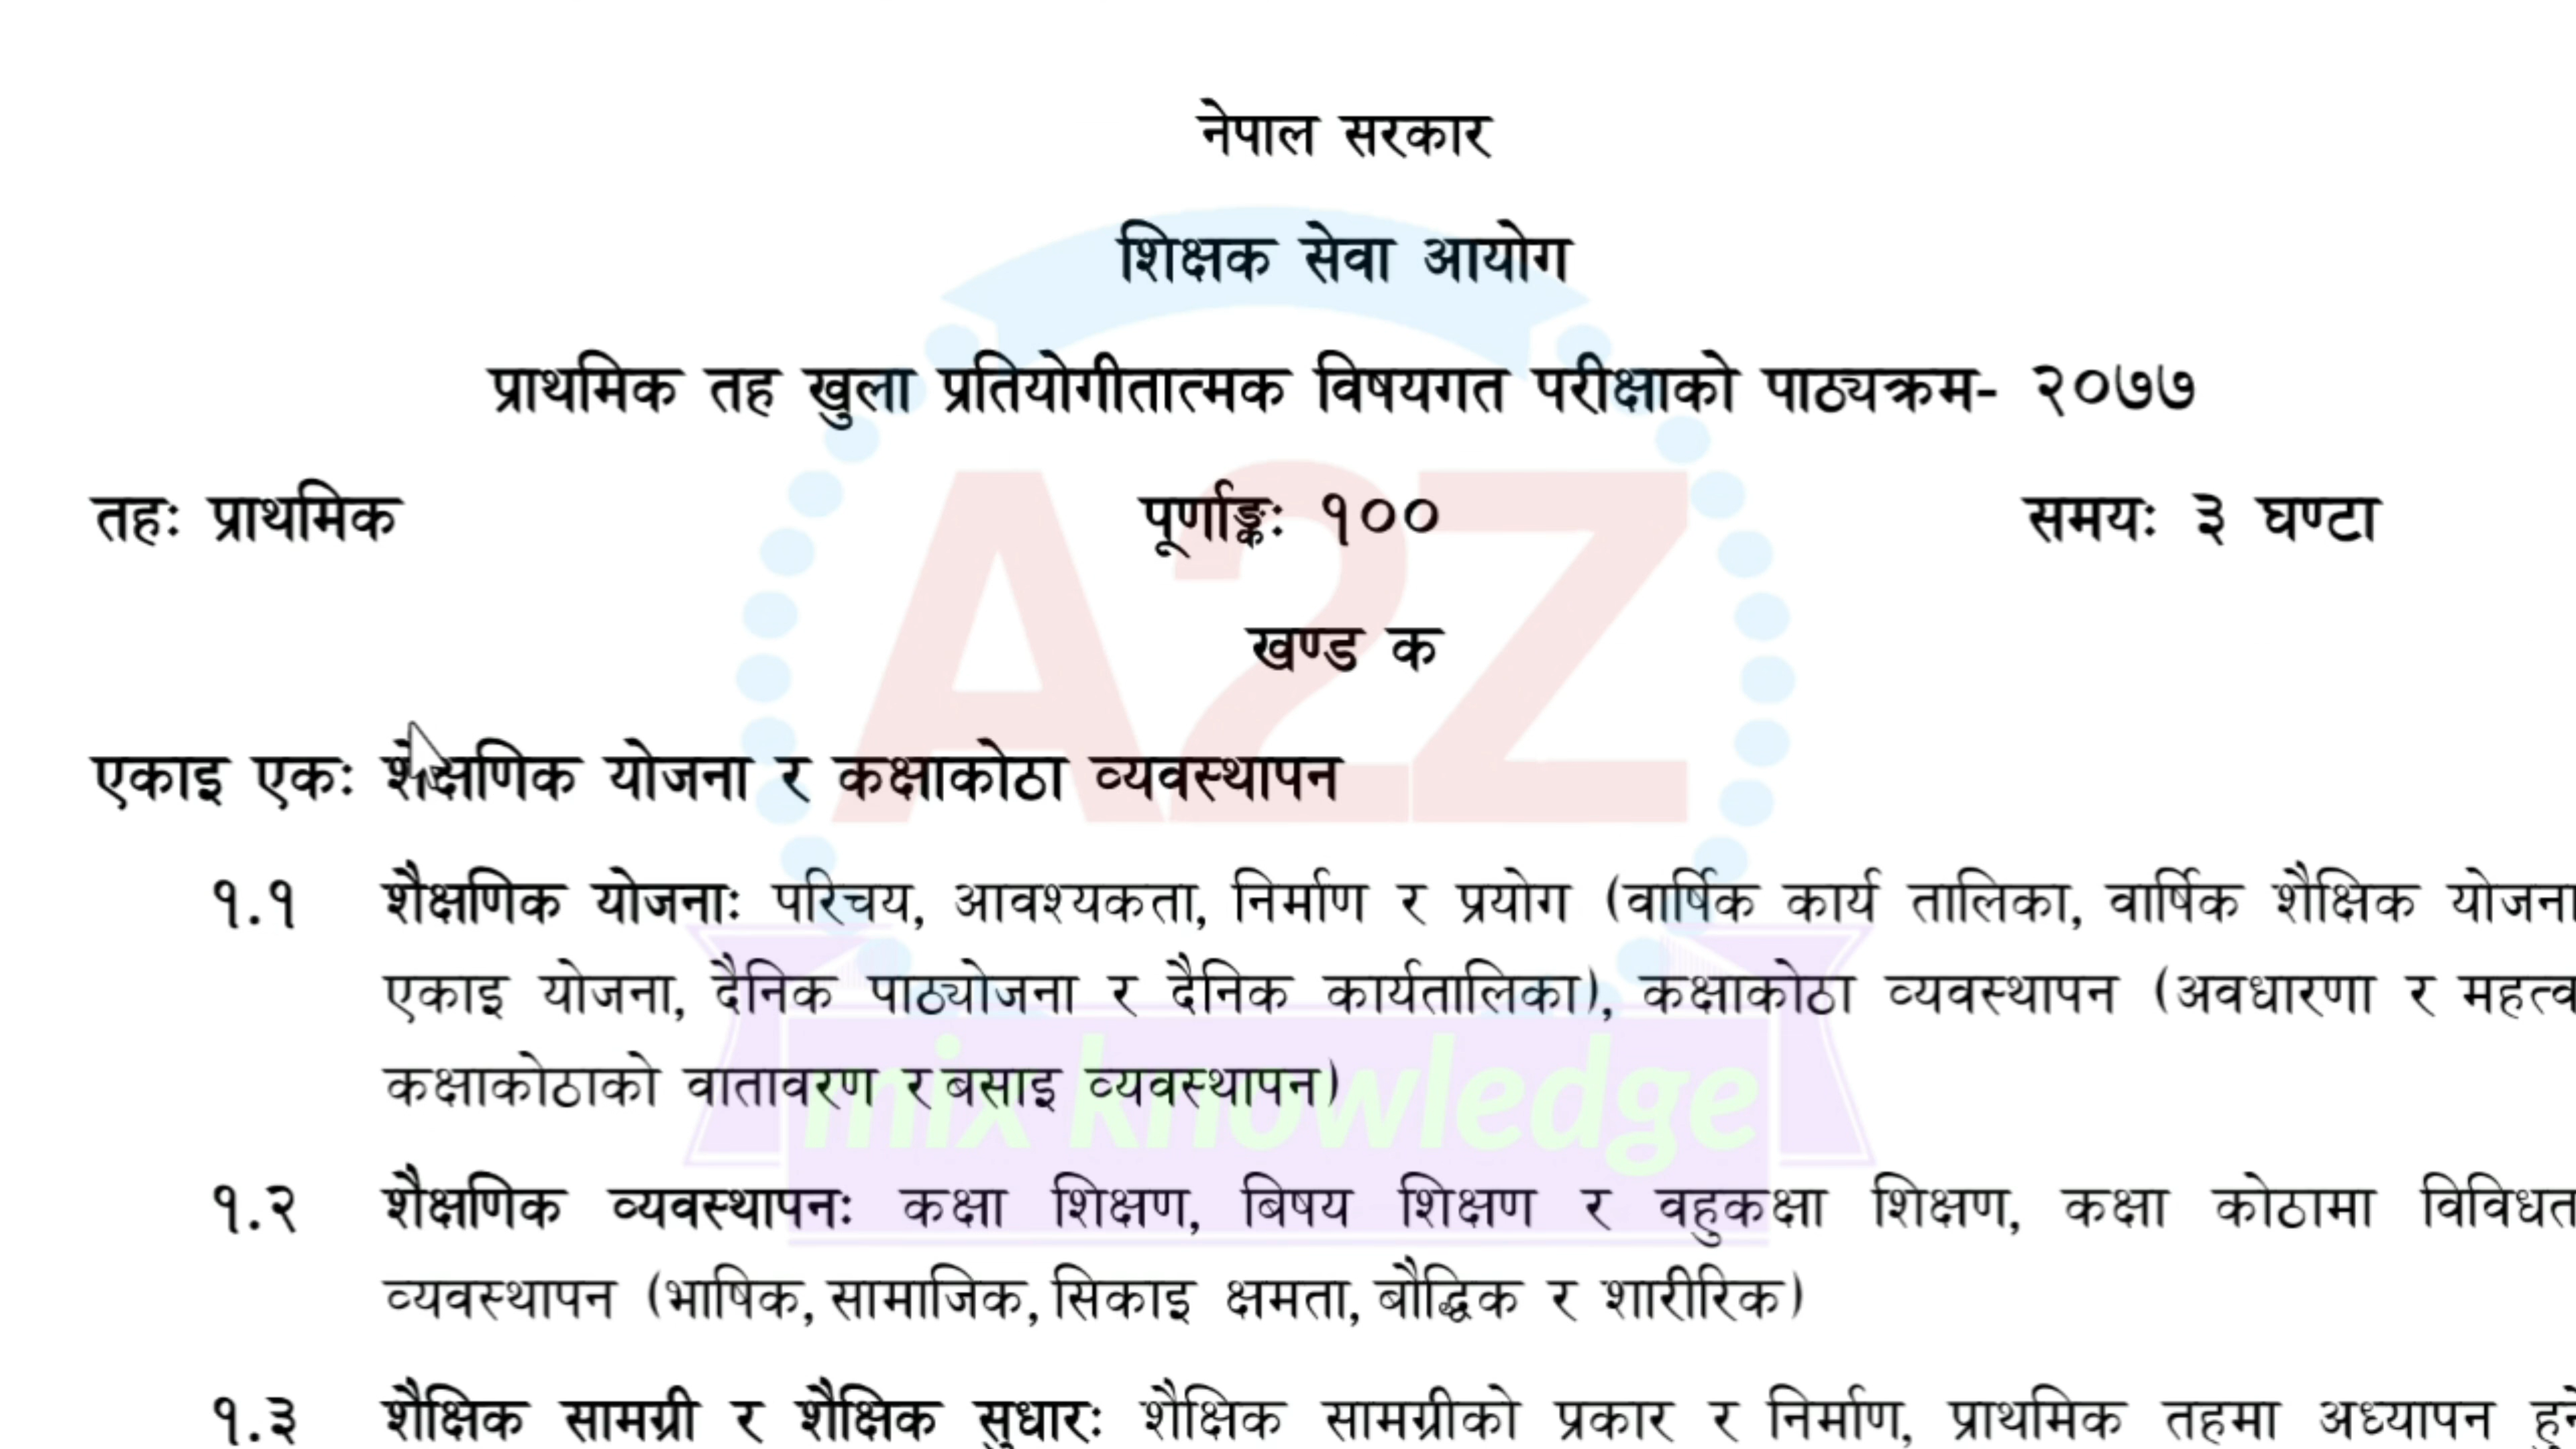 नेपाल सरकार
शिक्षक सेवा आयोग
प्राथमिक तह खुला प्रतियोगीतात्मक विषयगत परीक्षाको पाठ्यक्रम- २०७७
तहः प्राथमिक पूर्णाङ्कः १०० समयः ३ घण्टा
खण्ड क
एकाइ एकः शैक्षणिक योजना र कक्षाकोठा व्यवस्थापन
१.१ शैक्षणिक योजनाः परिचय, आवश्यकता, निर्माण र प्रयोग (वार्षिक कार्य तालिका, वार्षिक शैक्षिक योजना
एकाइ योजना, दैनिक पाठ्योजना र दैनिक कार्यतालिका), कक्षाकोठा व्यवस्थापन (अवधारणा र महत्व
कक्षाकोठाको वातावरण र बसाइ व्यवस्थापन)
१.२ शैक्षणिक व्यवस्थापनः कक्षा शिक्षण, बिषय शिक्षण र वहुकक्षा शिक्षण, कक्षा कोठामा
व्यवस्थापन (भाषिक, सामाजिक, सिकाइ क्षमता, बौद्धिक र शारीरिक)
१.३ शैक्षिक सामग्री र शैक्षिक सुधारः शैक्षिक सामग्रीको प्रकार र निर्माण, प्राथमिक तहमा अध्यापन
A2Z
mix knowledge